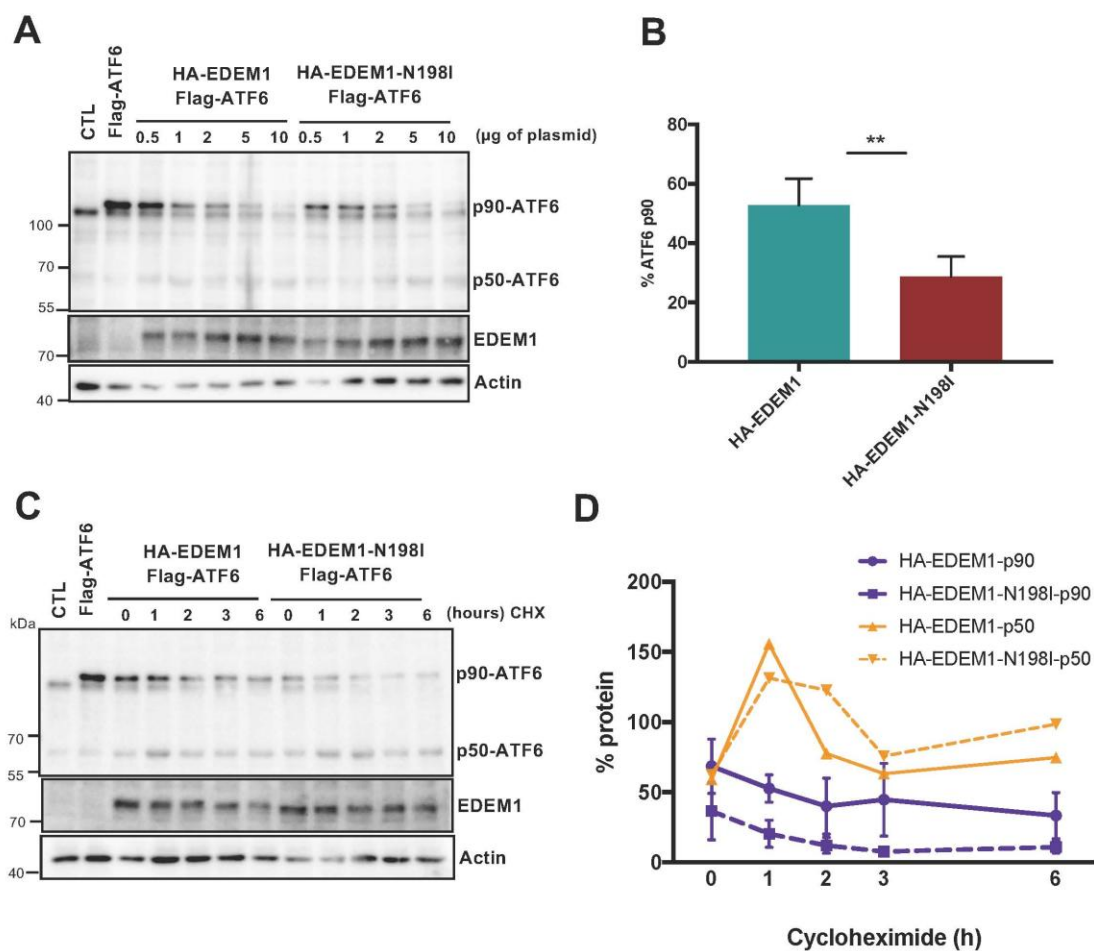 A
CTL
Flag-ATF6
HA-EDEM1
Flag-ATF6
HA-EDEM1-N198I
Flag-ATF6
0.5 1 2 5 10 0.5 1 2 5 10 (µg of plasmid)
100
70
55
p90-ATF6
p50-ATF6
70
EDEM1
40
Actin
B
**
% ATF6 p90
80
60
40
20
0
HA-EDEM1
HA-EDEM1-N198I
C
kDa
CTL
Flag-ATF6
HA-EDEM1
Flag-ATF6
HA-EDEM1-N198I
Flag-ATF6
0 1 2 3 6 0 1 2 3 6 (hours) CHX
70
55
p90-ATF6
p50-ATF6
70
EDEM1
40
Actin
D
HA-EDEM1-p90
HA-EDEM1-N198I-p90
HA-EDEM1-p50
HA-EDEM1-N198I-p50
% protein
200
150
100
50
0
0 1 2 3 6
Cycloheximide (h)